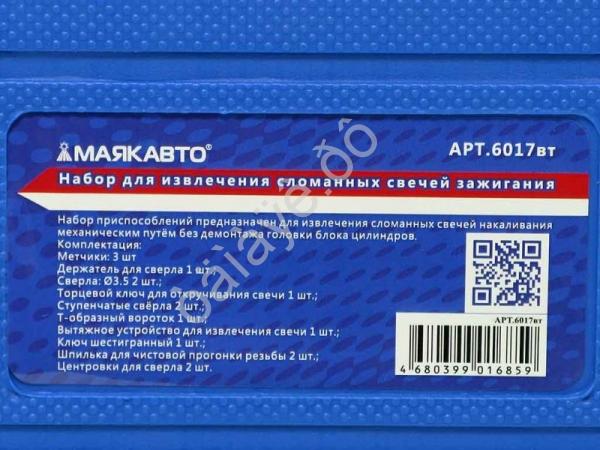 МАЯКАВТО®
АРТ.6017вт
Набор для извлечения сломанных свечей зажигания
Набор приспособлений предназначен для извлечения сломанных свечей накаливания
механическим путём без демонтажа головки блока цилиндров.
Комплектация:
Метчики: 3 шт
Держатель для сверла 1 шт.;
Сверла: Ø3.5 2 шт.;
Торцевой ключ для откручивания свечи 1 шт.;
Ступенчатые свёрла 2 шт.;
Т-образный вороток 1 шт.;
Вытяжное устройство для извлечения свечи 1 шт.;
Ключ шестигранный 1 шт.;
Шпилька для чистовой прогонки резьбы 2 шт.;
Центровки для сверла 2 шт.
АРТ.6017вт
4 680399 016859